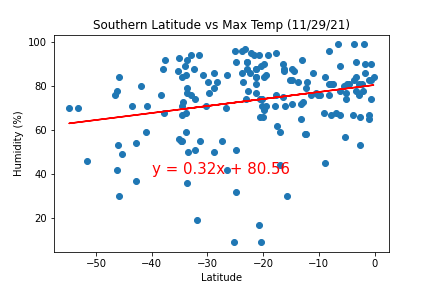 Southern Latitude vs Max Temp (11/29/21)
100
80
60
40
20
Humidity (%)
y = 0.32x + 80.56
−50
−40
−30
−20
−10
0
Latitude